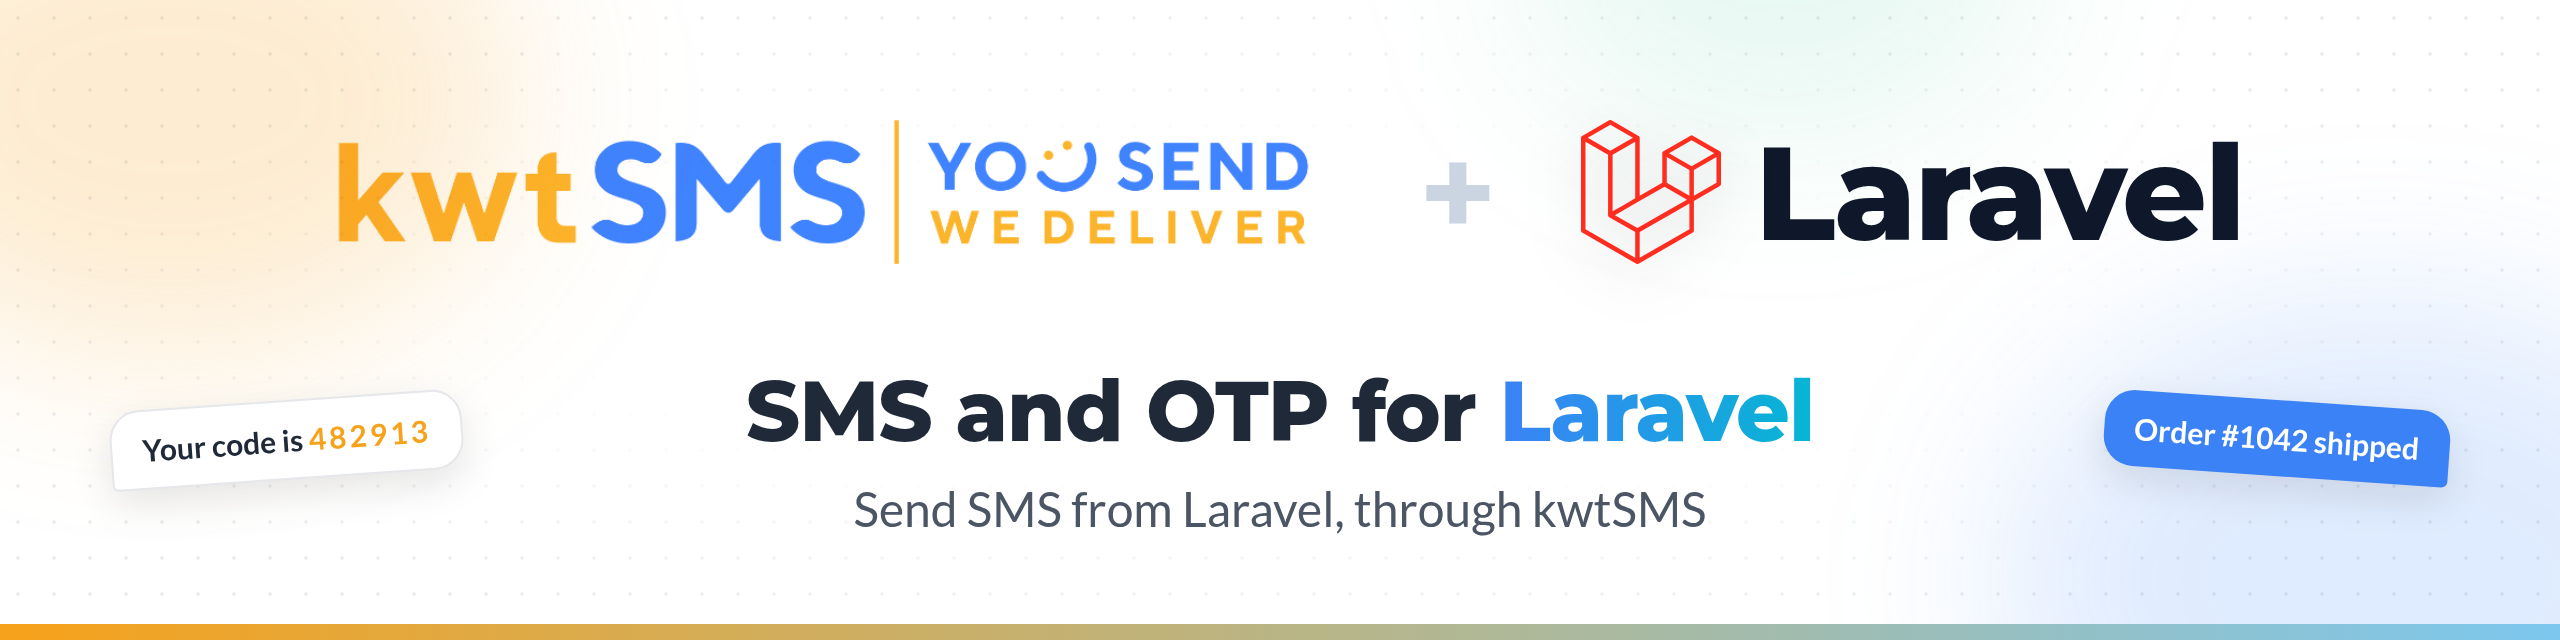 kwtSMS
YOU SEND
WE DELIVER
+
Laravel
SMS and OTP for Laravel
Send SMS from Laravel, through kwtSMS
Your code is 482913
Order #1042 shipped